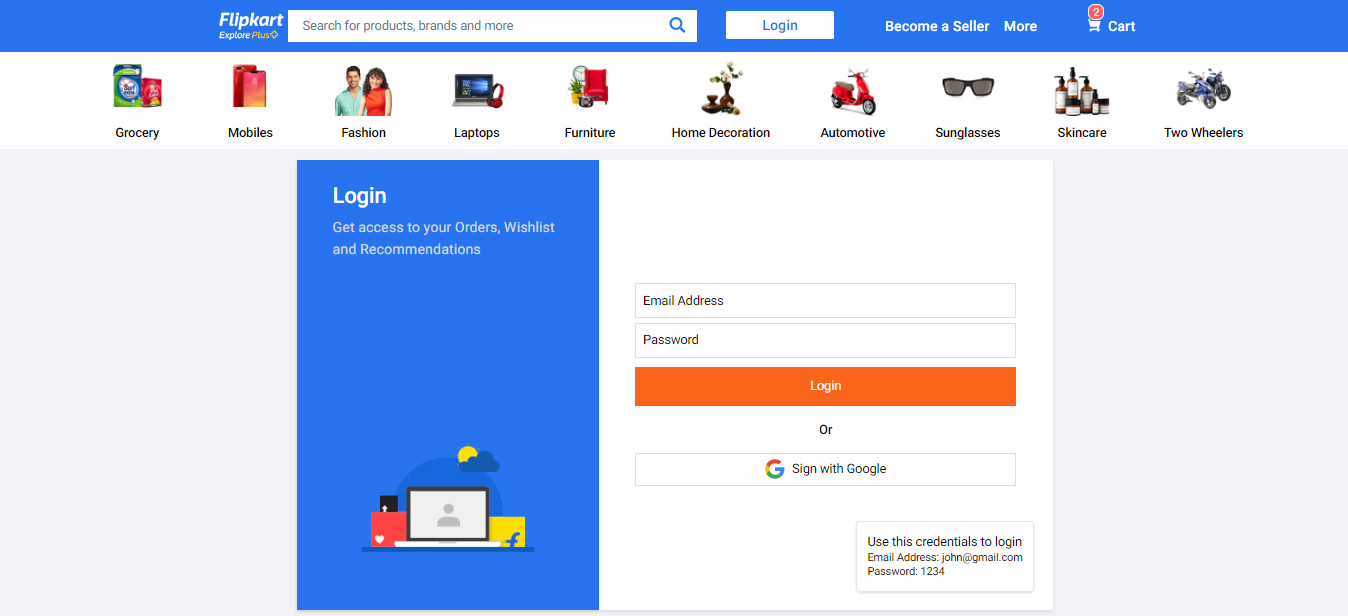 Flipkart
Explore Plus
Search for products, brands and more
Login
Become a Seller
More
2
Cart
Grocery
Mobiles
Fashion
Laptops
Furniture
Home Decoration
Automotive
Sunglasses
Skincare
Two Wheelers
Login
Get access to your Orders, Wishlist
and Recommendations
Email Address
Password
Login
Or
Sign with Google
Use this credentials to login
Email Address: john@gmail.com
Password: 1234